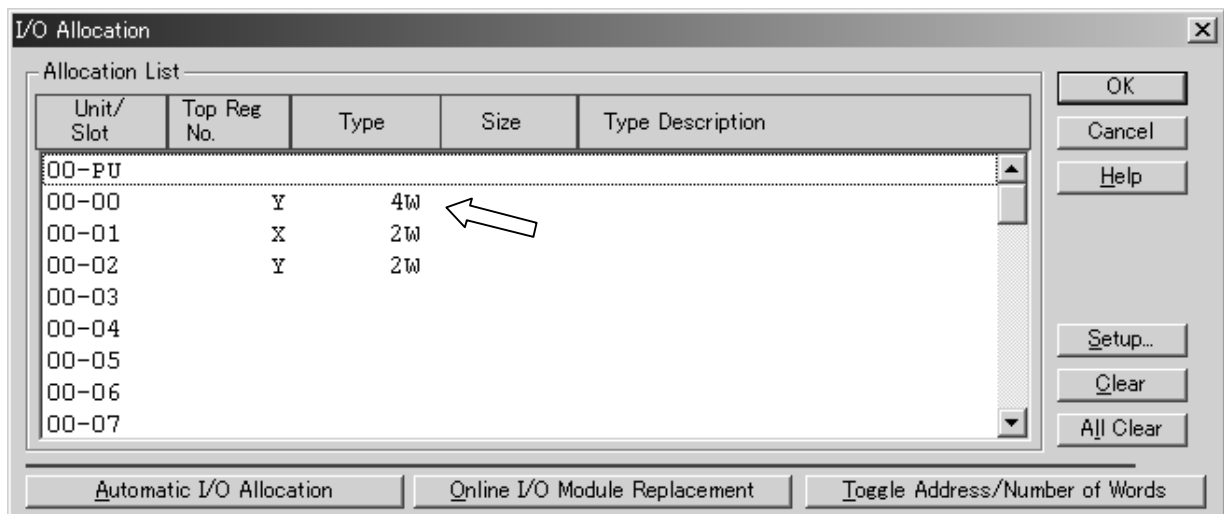 I/O Allocation
Allocation List
Unit/Slot Top Reg No. Type Size Type Description
00-PU
00-00 Y 4W
00-01 X 2W
00-02 Y 2W
00-03
00-04
00-05
00-06
00-07
OK
Cancel
Help
Setup...
Clear
All Clear
Automatic I/O Allocation Online I/O Module Replacement Toggle Address/Number of Words